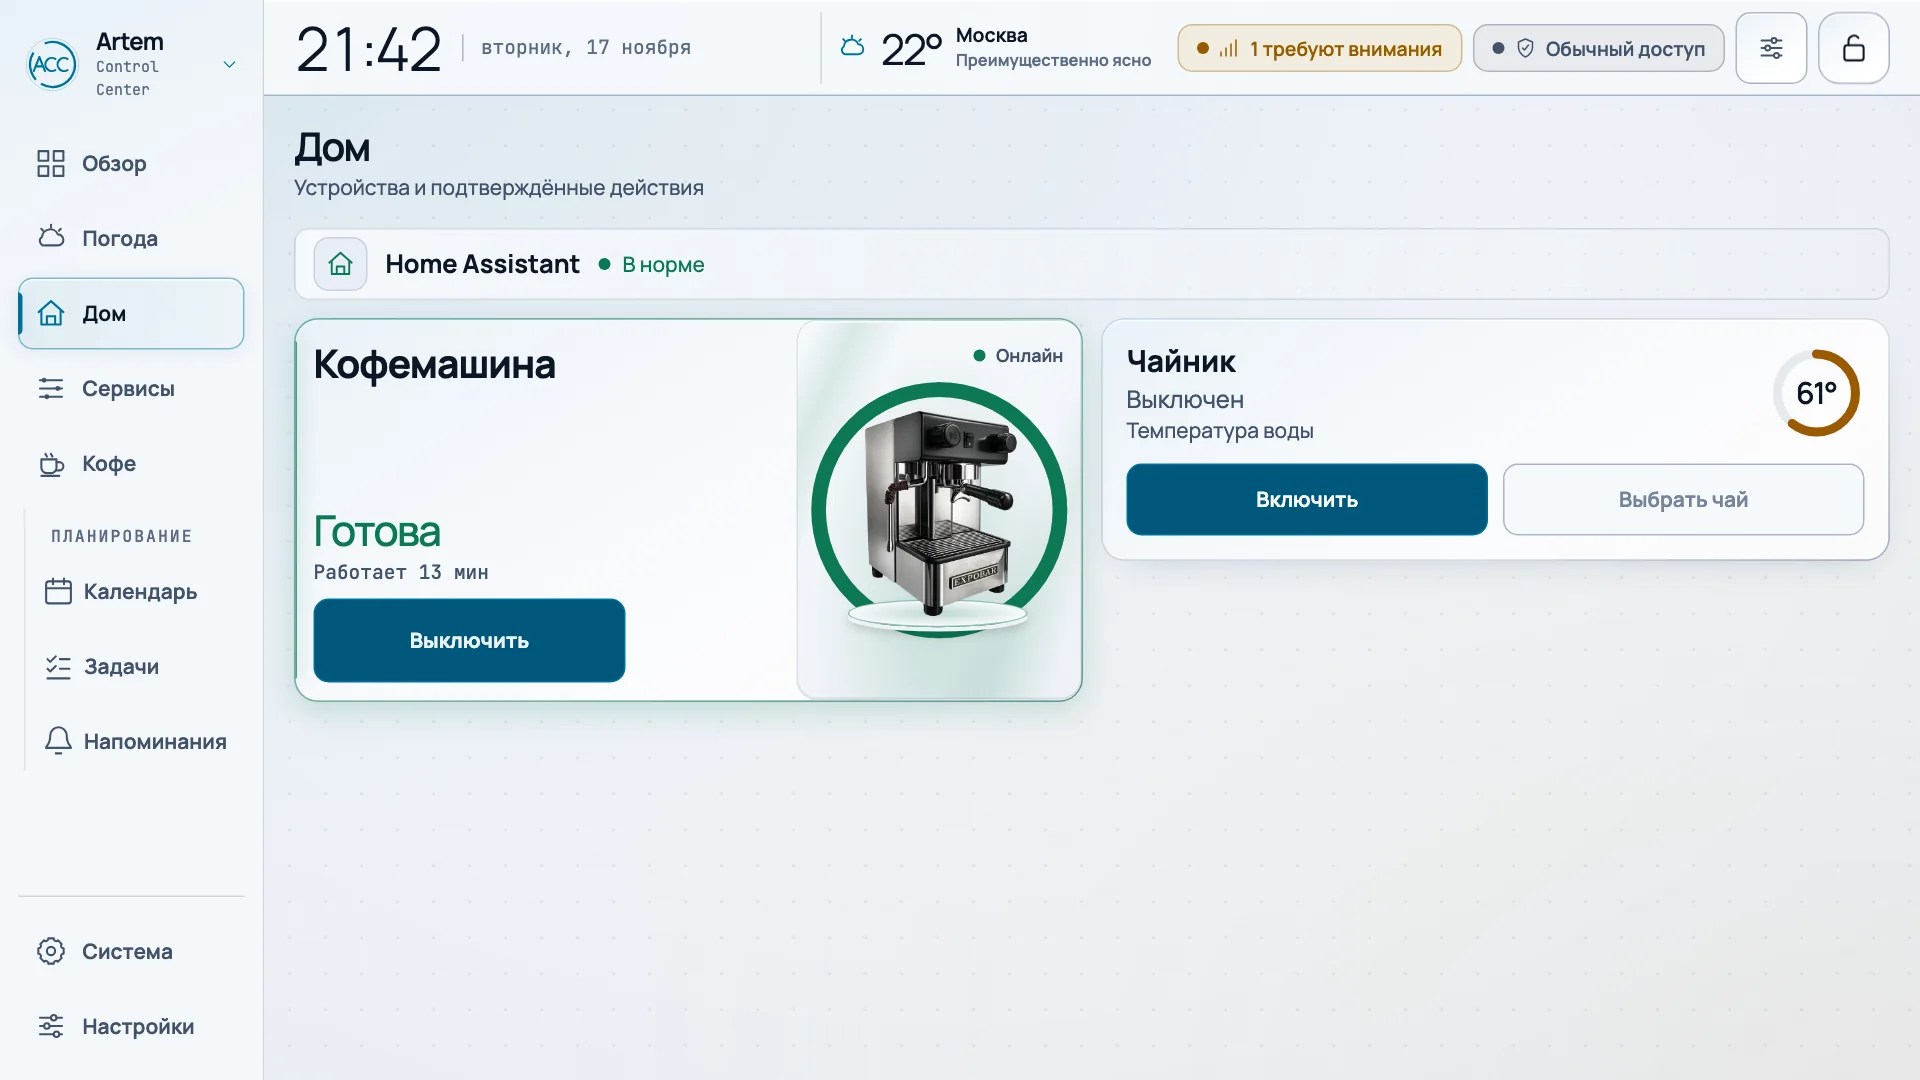 ACC
Artem
Control
Center
Обзор
Погода
Дом
Сервисы
Кофе
ПЛАНИРОВАНИЕ
Календарь
Задачи
Напоминания
Система
Настройки
21:42
вторник, 17 ноября
22°
Москва
Преимущественно ясно
1 требуют внимания
Обычный доступ
Дом
Устройства и подтверждённые действия
Home Assistant
В норме
Кофемашина
Онлайн
EXPOBAR
Готова
Работает 13 мин
Выключить
Чайник
Выключен
Температура воды
61°
Включить
Выбрать чай